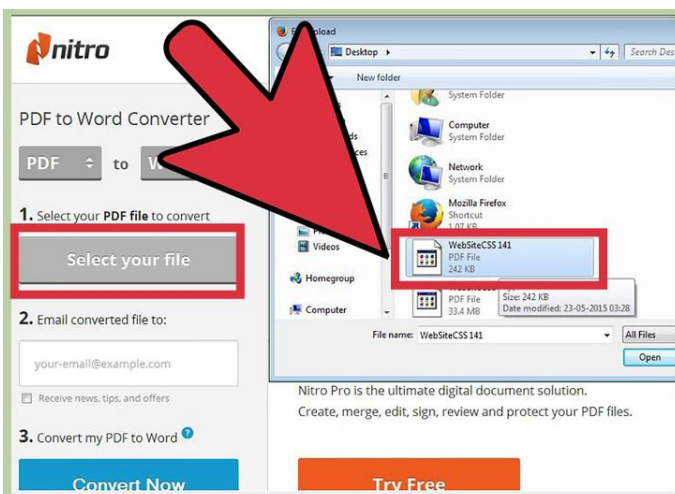 nitro
PDF to Word Converter
PDF to
1. Select your PDF file to convert
Select your file
2. Email converted file to:
your-email@example.com
Receive news, tips, and offers
3. Convert my PDF to Word ?
Convert Now
Desktop
Search Des
New folder
System Folder
Computer
System Folder
Network
System Folder
Mozilla Firefox
Shortcut
1.07 KB
WebSiteCSS 141
PDF File
242 KB
PDF File
33.4 MB
Size: 242 KB
Date modified: 23-05-2015 03:28
Videos
Homegroup
Computer
File name: WebSiteCSS 141
All Files
Open
Nitro Pro is the ultimate digital document solution.
Create, merge, edit, sign, review and protect your PDF files.
Try Free